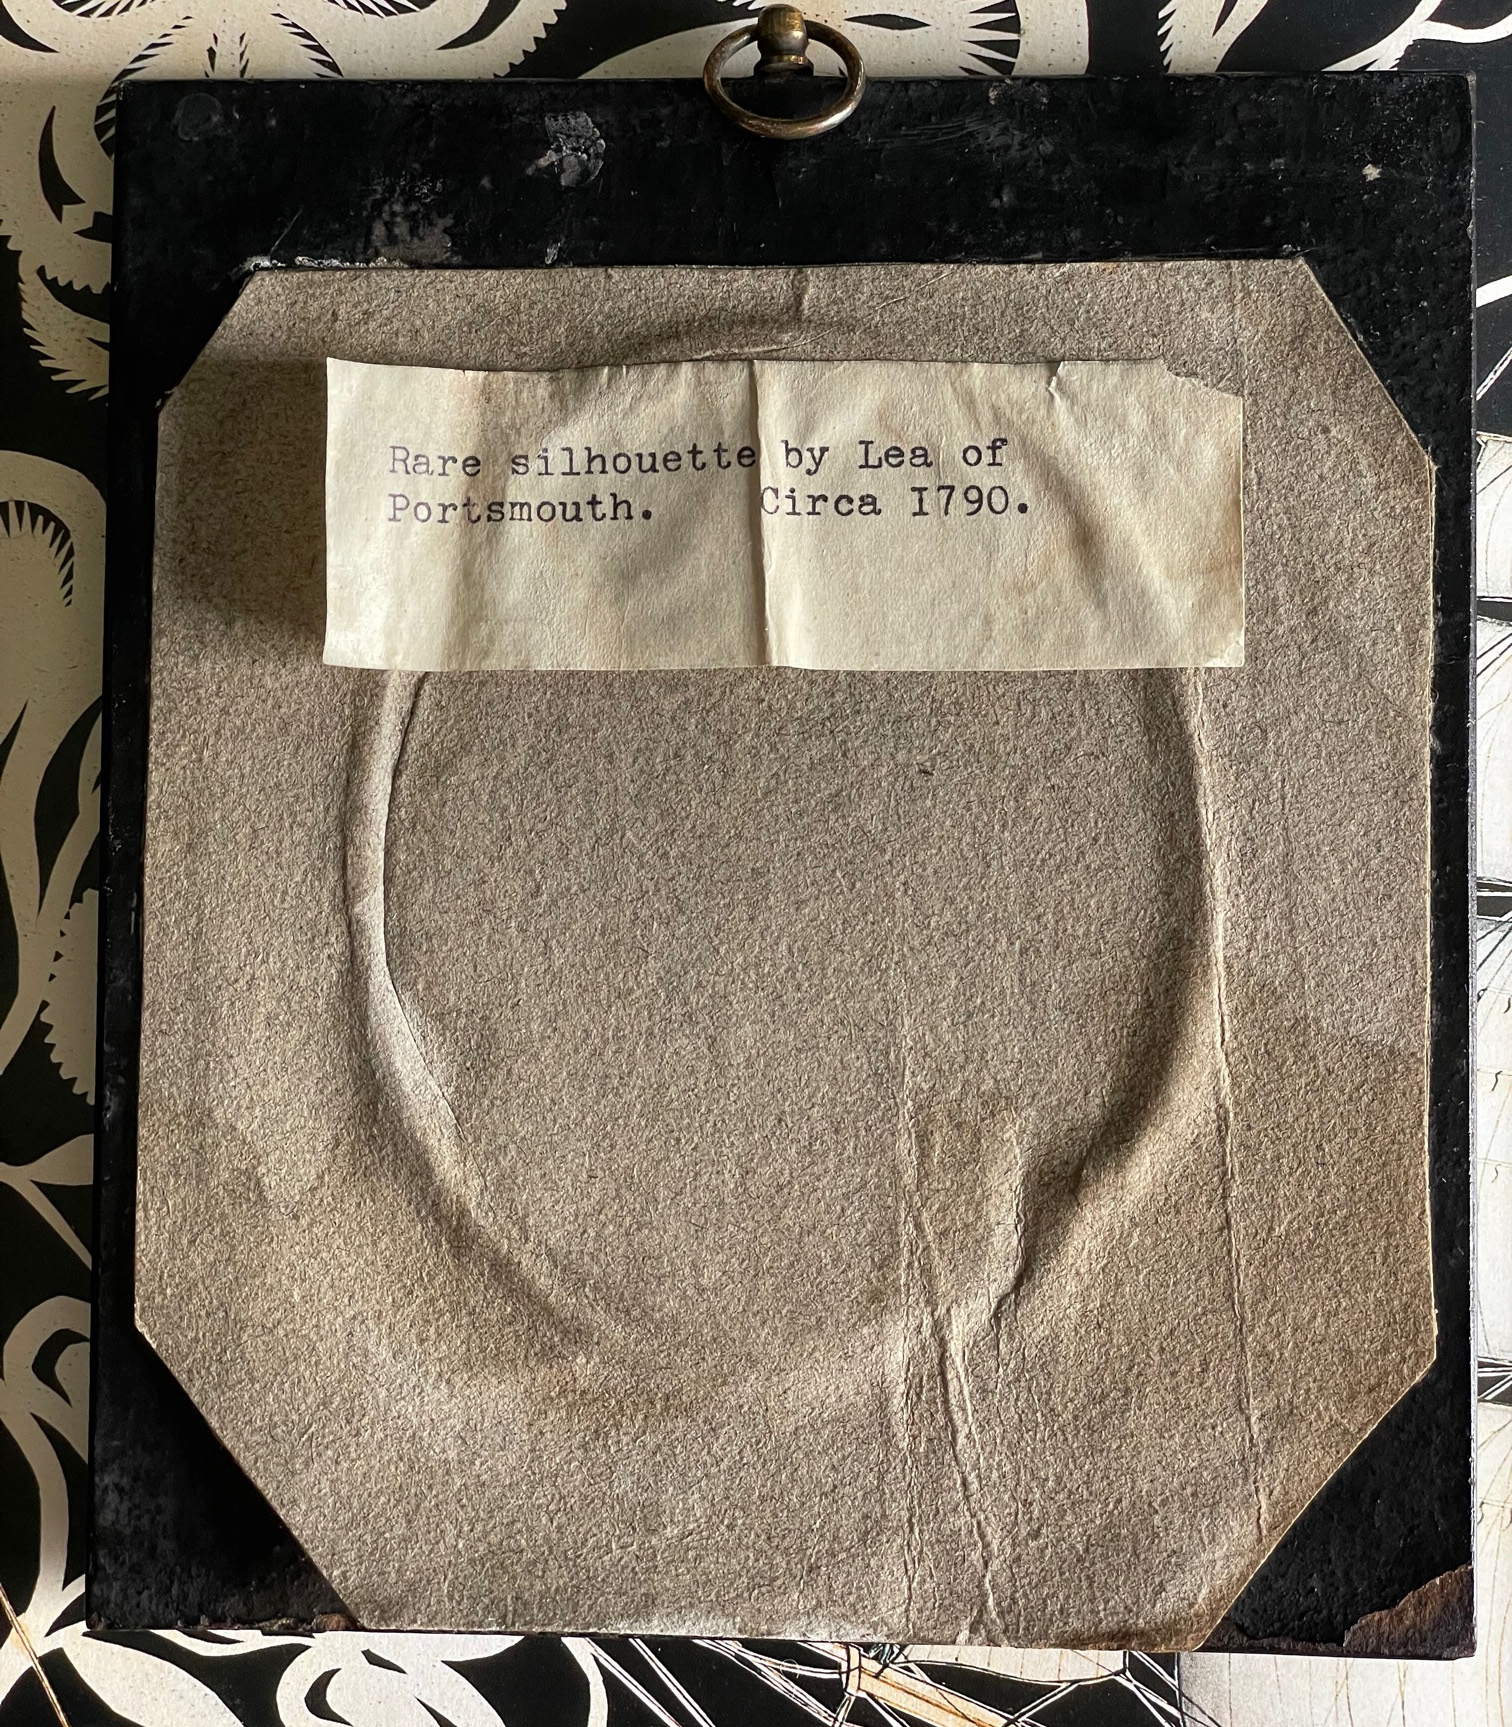 Rare silhouette by Lea of
Portsmouth.    Circa I790.